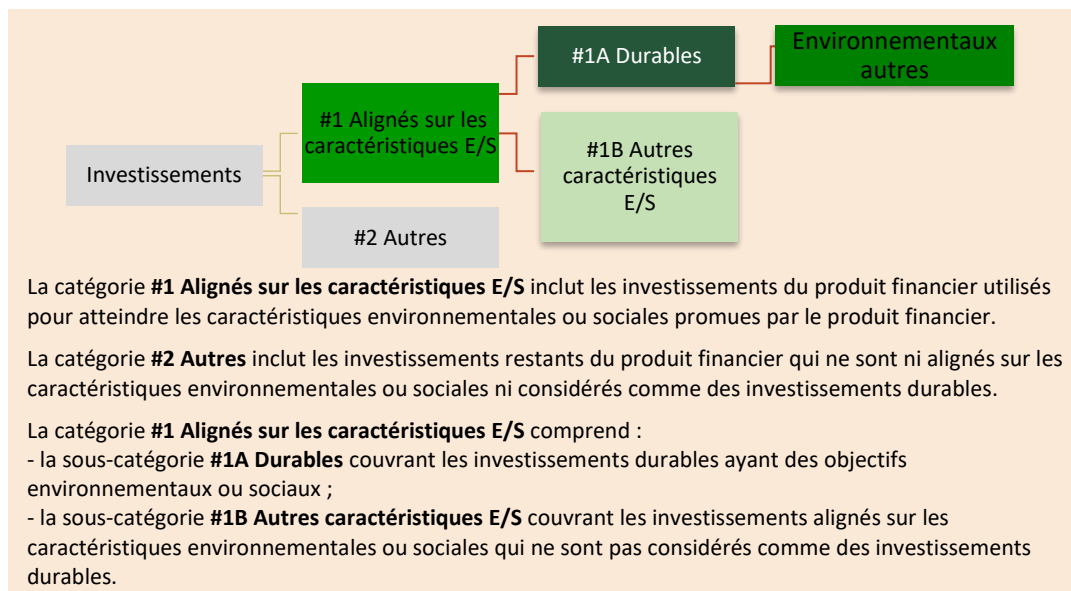 Environnementaux
autres
#1A Durables
#1 Alignés sur les
caractéristiques E/S
#1B Autres
caractéristiques
E/S
Investissements
#2 Autres
La catégorie #1 Alignés sur les caractéristiques E/S inclut les investissements du produit financier utilisés
pour atteindre les caractéristiques environnementales ou sociales promues par le produit financier.
La catégorie #2 Autres inclut les investissements restants du produit financier qui ne sont ni alignés sur les
caractéristiques environnementales ou sociales ni considérés comme des investissements durables.
La catégorie #1 Alignés sur les caractéristiques E/S comprend :
- la sous-catégorie #1A Durables couvrant les investissements durables ayant des objectifs
environnementaux ou sociaux ;
- la sous-catégorie #1B Autres caractéristiques E/S couvrant les investissements alignés sur les
caractéristiques environnementales ou sociales qui ne sont pas considérés comme des investissements
durables.